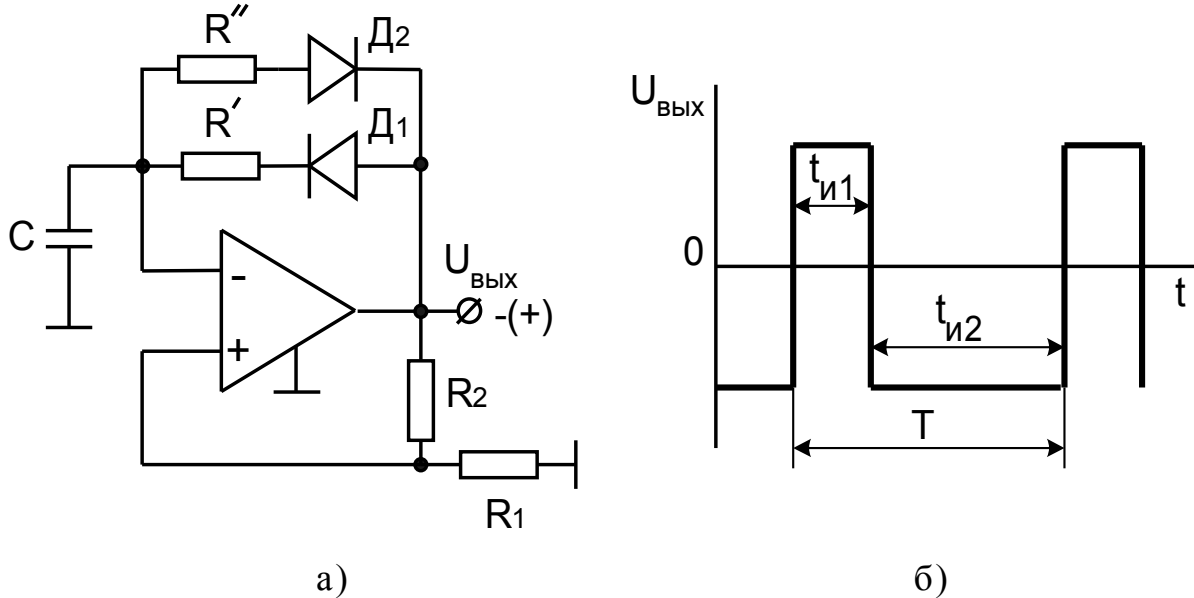 R″
Д2
R′
Д1
C
-
+
Uвых
-(+)
R2
R1
а)
Uвых
tи1
0
t
tи2
T
б)